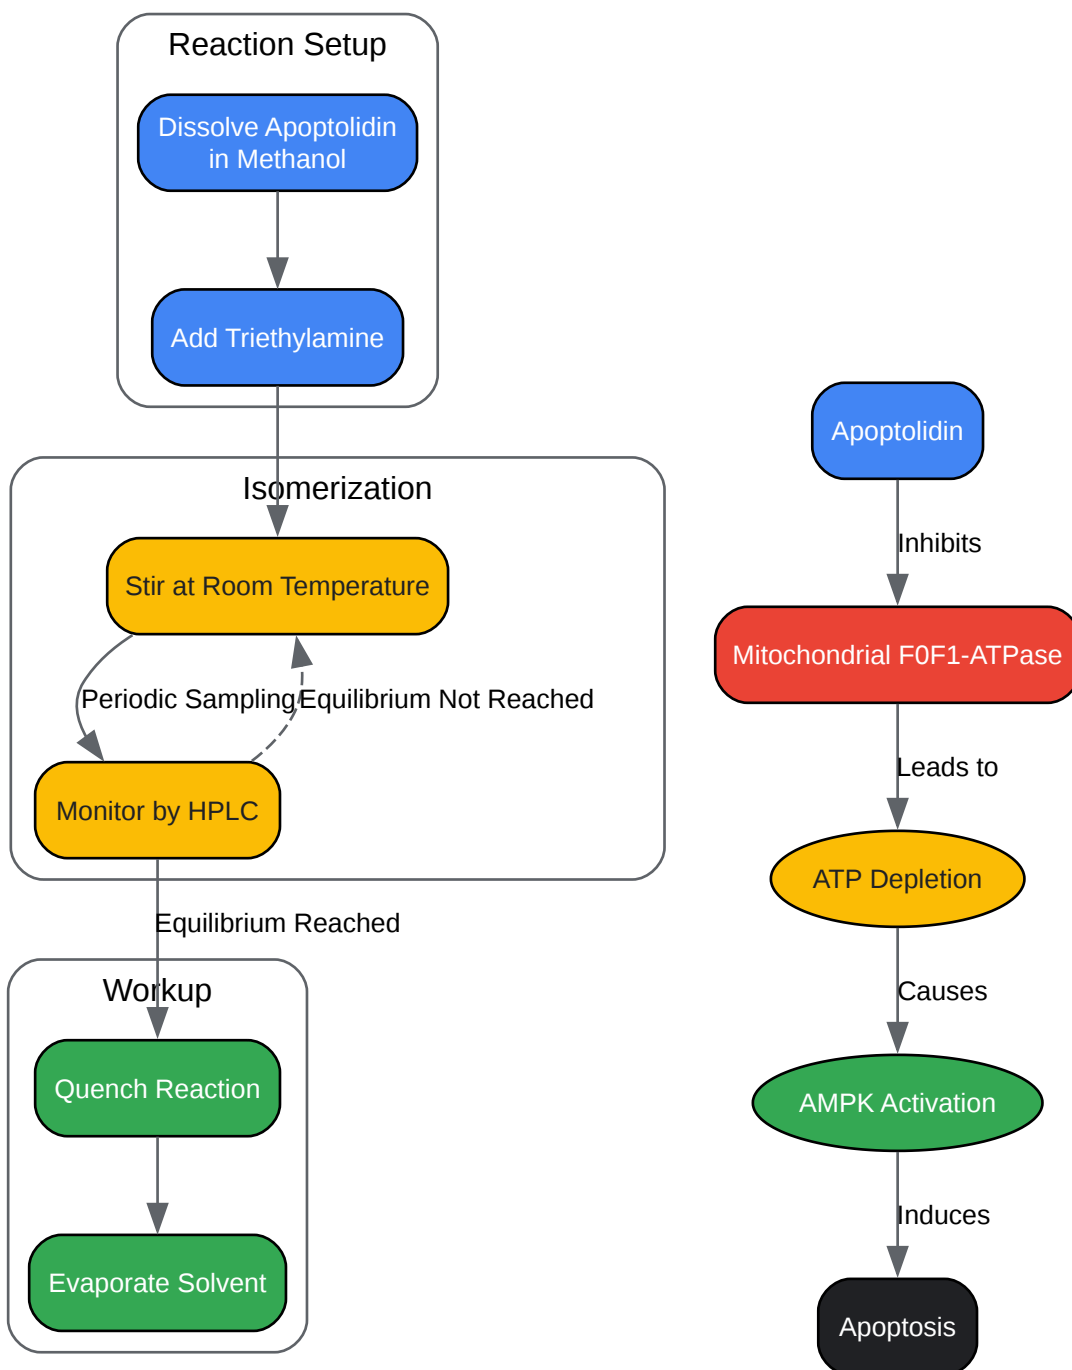 Reaction Setup
Dissolve Apoptolidin
in Methanol
Add Triethylamine
Isomerization
Stir at Room Temperature
Periodic Sampling
Equilibrium Not Reached
Monitor by HPLC
Equilibrium Reached
Workup
Quench Reaction
Evaporate Solvent
Apoptolidin
Inhibits
Mitochondrial F0F1-ATPase
Leads to
ATP Depletion
Causes
AMPK Activation
Induces
Apoptosis